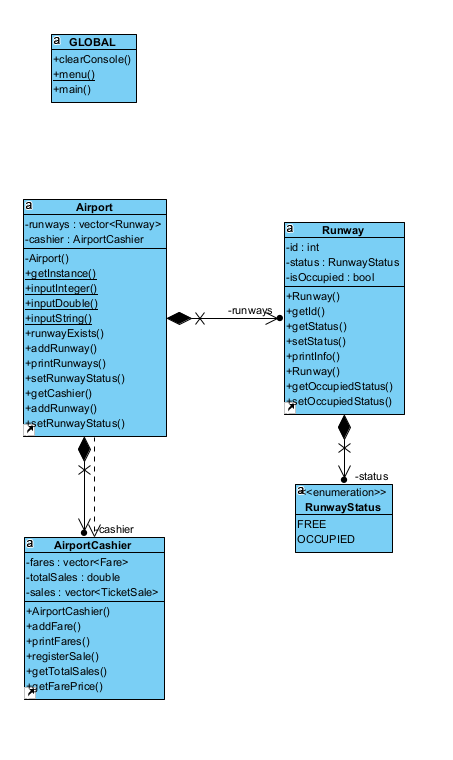 a
GLOBAL
+clearConsole()
+menu()
+main()
a
Airport
-runways : vector<Runway>
-cashier : AirportCashier
-Airport()
+getInstance()
+inputInteger()
+inputDouble()
+inputString()
+runwayExists()
+addRunway()
+printRunways()
+setRunwayStatus()
+getCashier()
+addRunway()
+setRunwayStatus()
-runways
a
Runway
-id : int
-status : RunwayStatus
-isOccupied : bool
+Runway()
+getId()
+getStatus()
+setStatus()
+printInfo()
+Runway()
+getOccupiedStatus()
+setOccupiedStatus()
-status
a
<<enumeration>>
RunwayStatus
FREE
OCCUPIED
-cashier
a
AirportCashier
-fares : vector<Fare>
-totalSales : double
-sales : vector<TicketSale>
+AirportCashier()
+addFare()
+printFares()
+registerSale()
+getTotalSales()
+getFarePrice()